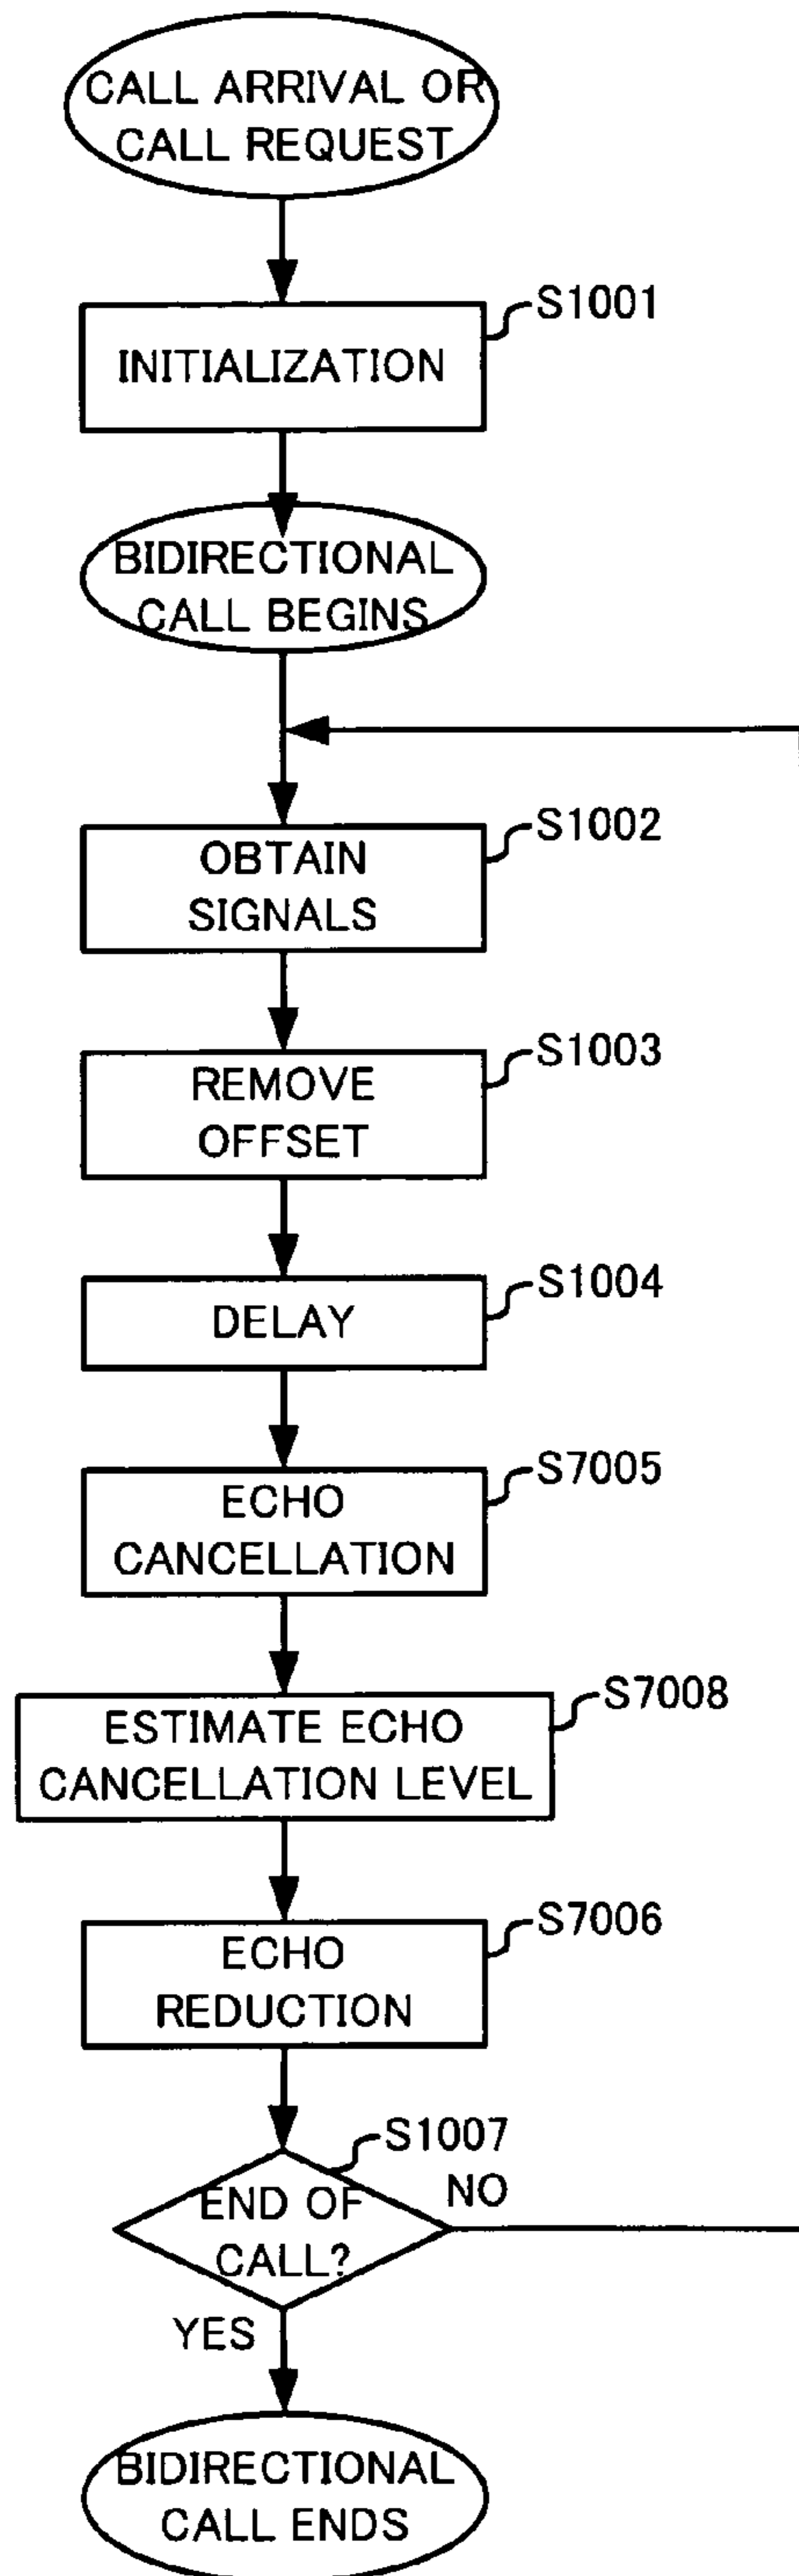 CALL ARRIVAL OR
CALL REQUEST
S1001
INITIALIZATION
BIDIRECTIONAL
CALL BEGINS
S1002
OBTAIN
SIGNALS
S1003
REMOVE
OFFSET
S1004
DELAY
S7005
ECHO
CANCELLATION
S7008
ESTIMATE ECHO
CANCELLATION LEVEL
S7006
ECHO
REDUCTION
S1007
END OF
CALL?
NO
YES
BIDIRECTIONAL
CALL ENDS